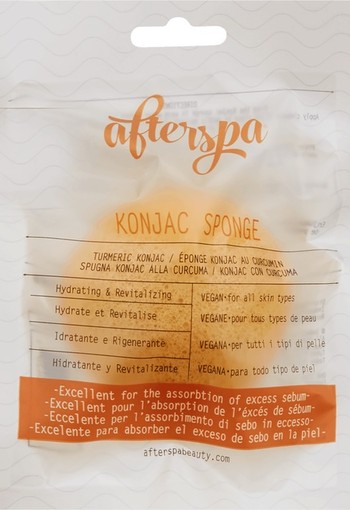 afterspa
KONJAC SPONGE
TURMERIC KONJAC / ÉPONGE KONJAC AU CURCUMIN
SPUGNA KONJAC ALLA CURCUMA / KONJAC CON CURCUMA
Hydrating & Revitalizing
VEGAN·for all skin types
Hydrate et Revitalise
VEGAN·pour tous types de peau
Idratante e Rigenerante
VEGANA·per tutti i tipi di pelle
Hidratante y Revitalizante
VEGANA·para todo tipo de piel
-Excellent for the assorbtion of excess sebum-
-Excellent pour l'absorption de l'éxcés de sébum-
-Eccelente per l'assorbimento di sebo in eccesso-
-Excelente para absorber el exceso de sebo en la piel-
afterspabeauty.com